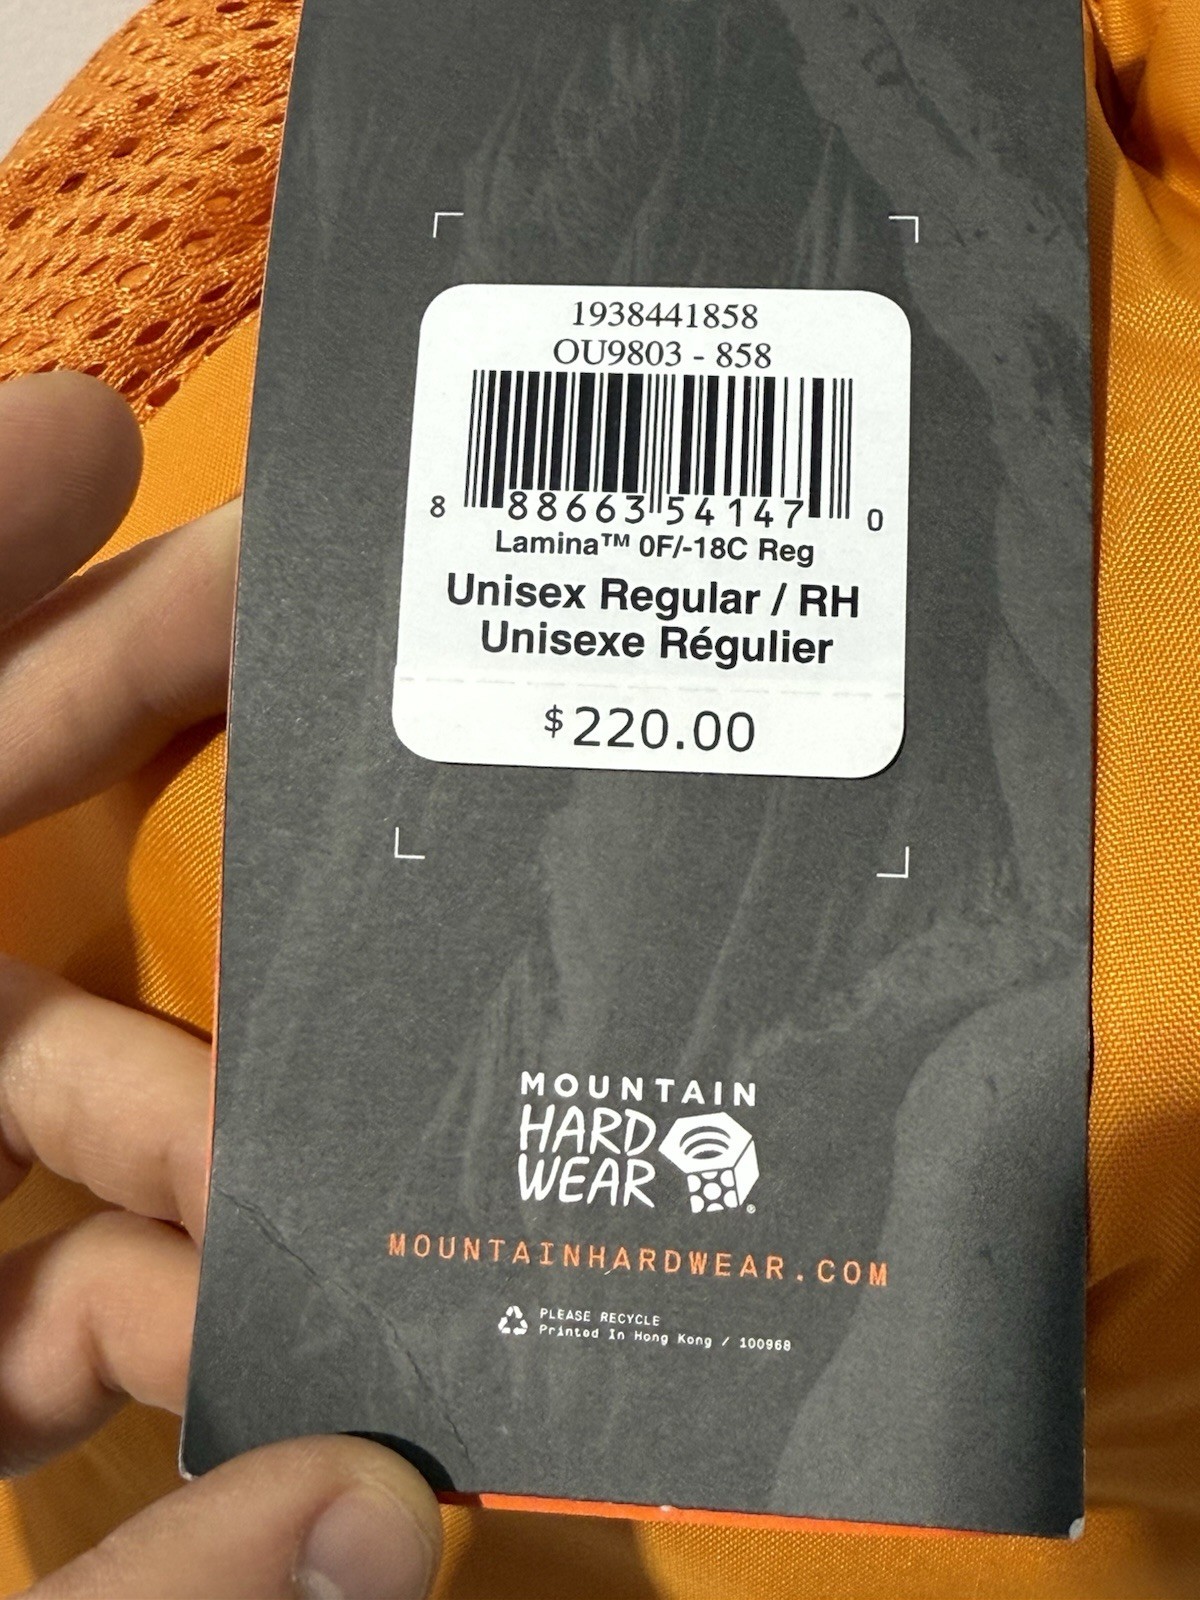 1938441858
OU9803 - 858
8 88663 54147 0
Lamina™ 0F/-18C Reg
Unisex Regular / RH
Unisexe Régulier
$220.00
MOUNTAIN
HARD
WEAR®
MOUNTAINHARDWEAR.COM
PLEASE RECYCLE
Printed In Hong Kong / 100968